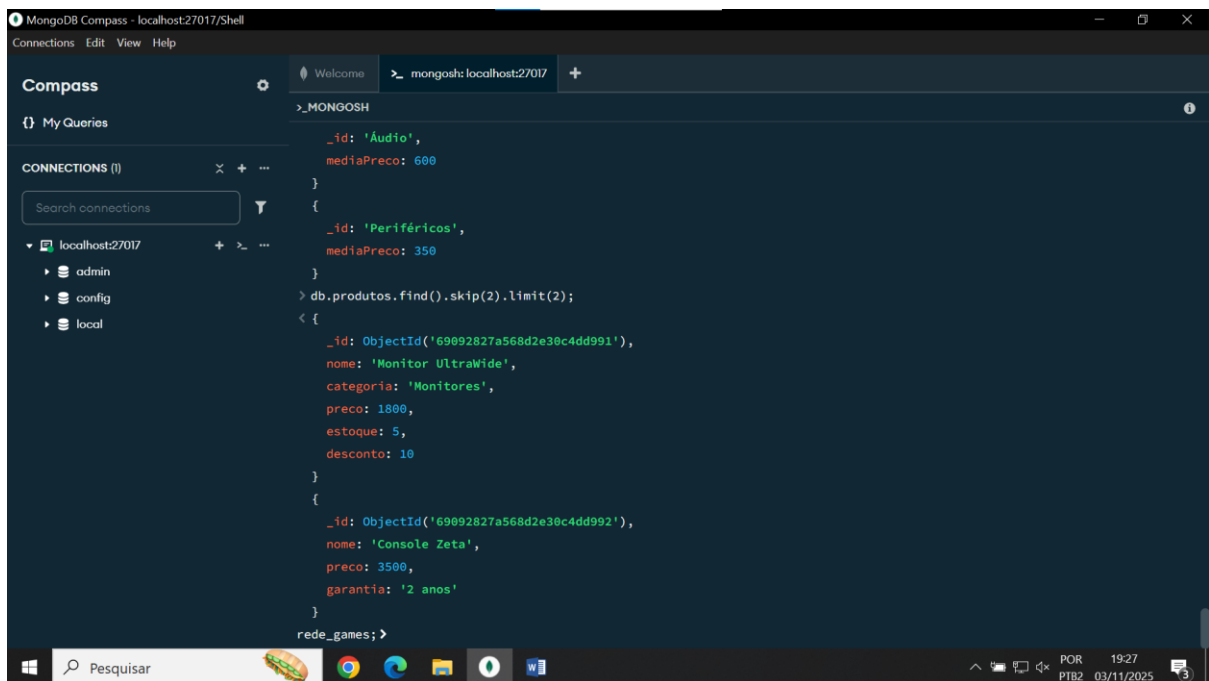 MongoDB Compass - localhost:27017/Shell
Connections Edit View Help
Compass
{} My Queries
CONNECTIONS (1)
Search connections
localhost:27017
admin
config
local
Welcome
>_ mongosh: localhost:27017
>_MONGOSH
_id: 'Áudio',
mediaPreco: 600
}
{
_id: 'Periféricos',
mediaPreco: 350
}
> db.produtos.find().skip(2).limit(2);
< {
_id: ObjectId('69092827a568d2e30c4dd991'),
nome: 'Monitor UltraWide',
categoria: 'Monitores',
preco: 1800,
estoque: 5,
desconto: 10
}
{
_id: ObjectId('69092827a568d2e30c4dd992'),
nome: 'Console Zeta',
preco: 3500,
garantia: '2 anos'
}
rede_games;>
Pesquisar
POR
PTB2
19:27
03/11/2025
3